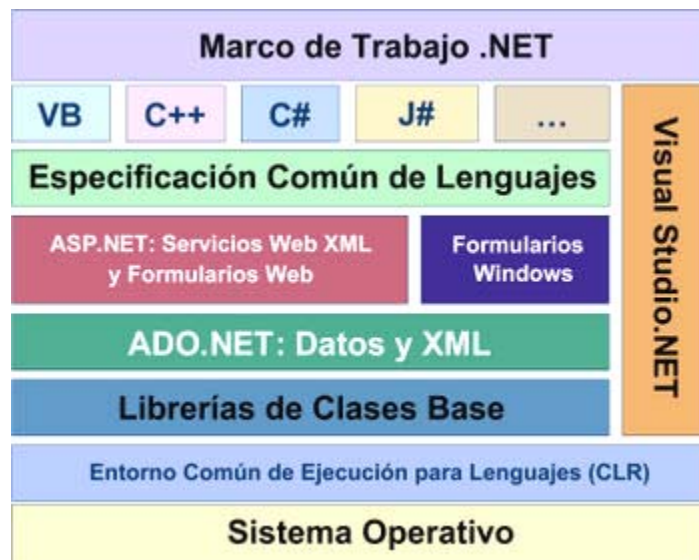 Marco de Trabajo .NET
VB
C++
C#
J#
...
Especificación Común de Lenguajes
ASP.NET: Servicios Web XML
y Formularios Web
Formularios
Windows
ADO.NET: Datos y XML
Librerías de Clases Base
Visual Studio.NET
Entorno Común de Ejecución para Lenguajes (CLR)
Sistema Operativo